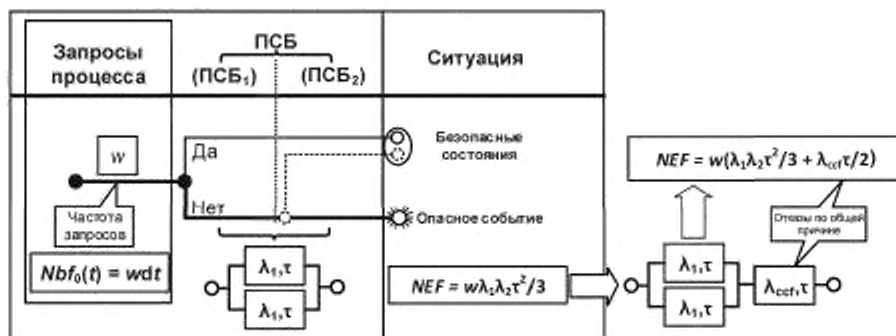 Запросы
процесса
ПСБ
(ПСБ₁) (ПСБ₂)
Ситуация
w
Да
Нет
Частота
запросов
Nbf₀(t) = wdt
λ₁,τ
λ₁,τ
Безопасные
состояния
Опасное событие
NEF = wλ₁λ₂τ²/3
NEF = w(λ₁λ₂τ²/3 + λccfτ/2)
Отказы по общей
причине
λ₁,τ
λ₁,τ
λccf,τ